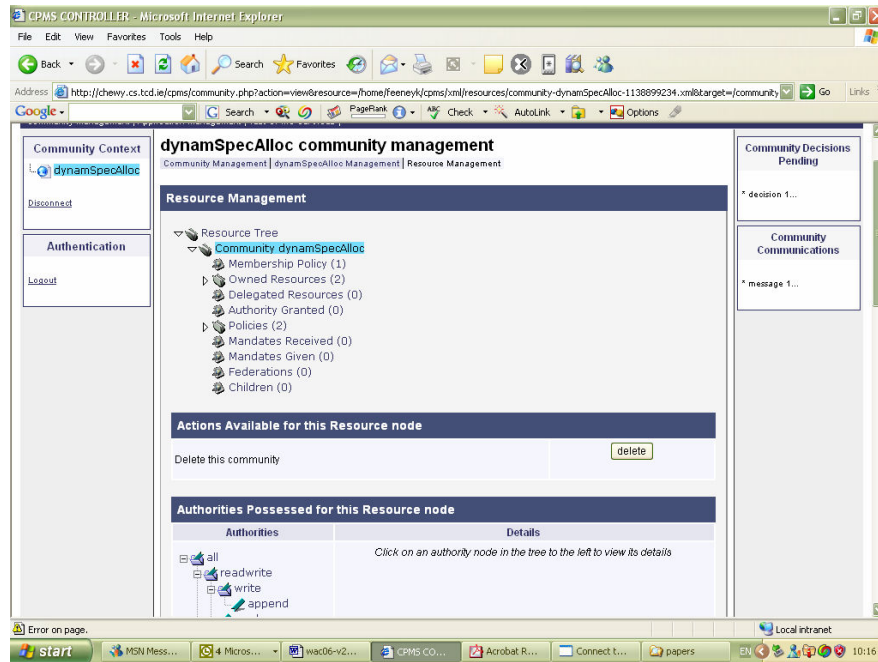 CPMS CONTROLLER - Microsoft Internet Explorer
File Edit View Favorites Tools Help
Back Search Favorites
Address http://chewy.cs.tcd.ie/cpms/community.php?action=view&resource=/home/feeneyk/cpms/xml/resources/community-dynamSpecAlloc-1138899234.xml&target=/community Go Links
Google Search PageRank Check AutoLink Options
Community Context
dynamSpecAlloc
Disconnect
Authentication
Logout
dynamSpecAlloc community management
Community Management | dynamSpecAlloc Management | Resource Management
Resource Management
Resource Tree
Community dynamSpecAlloc
Membership Policy (1)
Owned Resources (2)
Delegated Resources (0)
Authority Granted (0)
Policies (2)
Mandates Received (0)
Mandates Given (0)
Federations (0)
Children (0)
Actions Available for this Resource node
Delete this community delete
Authorities Possessed for this Resource node
Authorities Details
all Click on an authority node in the tree to the left to view its details
readwrite
write
append
Community Decisions
Pending
* decision 1...
Community
Communications
* message 1...
Error on page. Local intranet
start MSN Mess... 4 Micros... wac06-v2... CPMS CO... Acrobat R... Connect t... papers EN 10:16